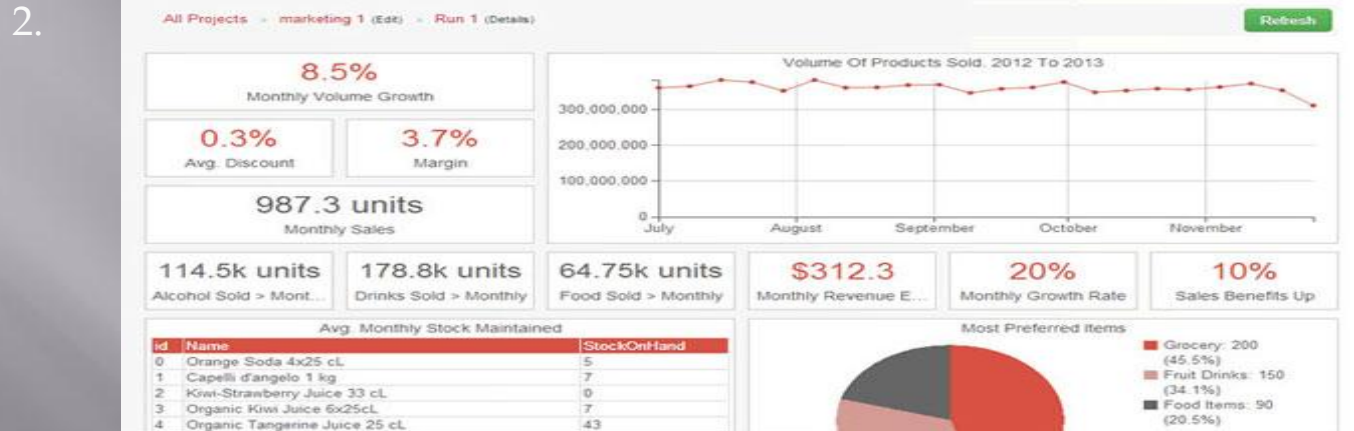 2.
All Projects - marketing 1 (Edit) - Run 1 (Details)
Refresh
8.5%
Monthly Volume Growth
0.3%
Avg. Discount
3.7%
Margin
987.3 units
Monthly Sales
Volume Of Products Sold. 2012 To 2013
300,000,000
200,000,000
100,000,000
0
July August September October November
114.5k units
Alcohol Sold > Mont...
178.8k units
Drinks Sold > Monthly
64.75k units
Food Sold > Monthly
$312.3
Monthly Revenue E...
20%
Monthly Growth Rate
10%
Sales Benefits Up
Avg. Monthly Stock Maintained
id Name StockOnHand
0 Orange Soda 4x25 cL 5
1 Capelli d'angelo 1 kg 7
2 Kiwi-Strawberry Juice 33 cL 0
3 Organic Kiwi Juice 6x25cL 7
4 Organic Tangerine Juice 25 cL 43
Most Preferred Items
Grocery: 200
(45.5%)
Fruit Drinks: 150
(34.1%)
Food Items: 90
(20.5%)